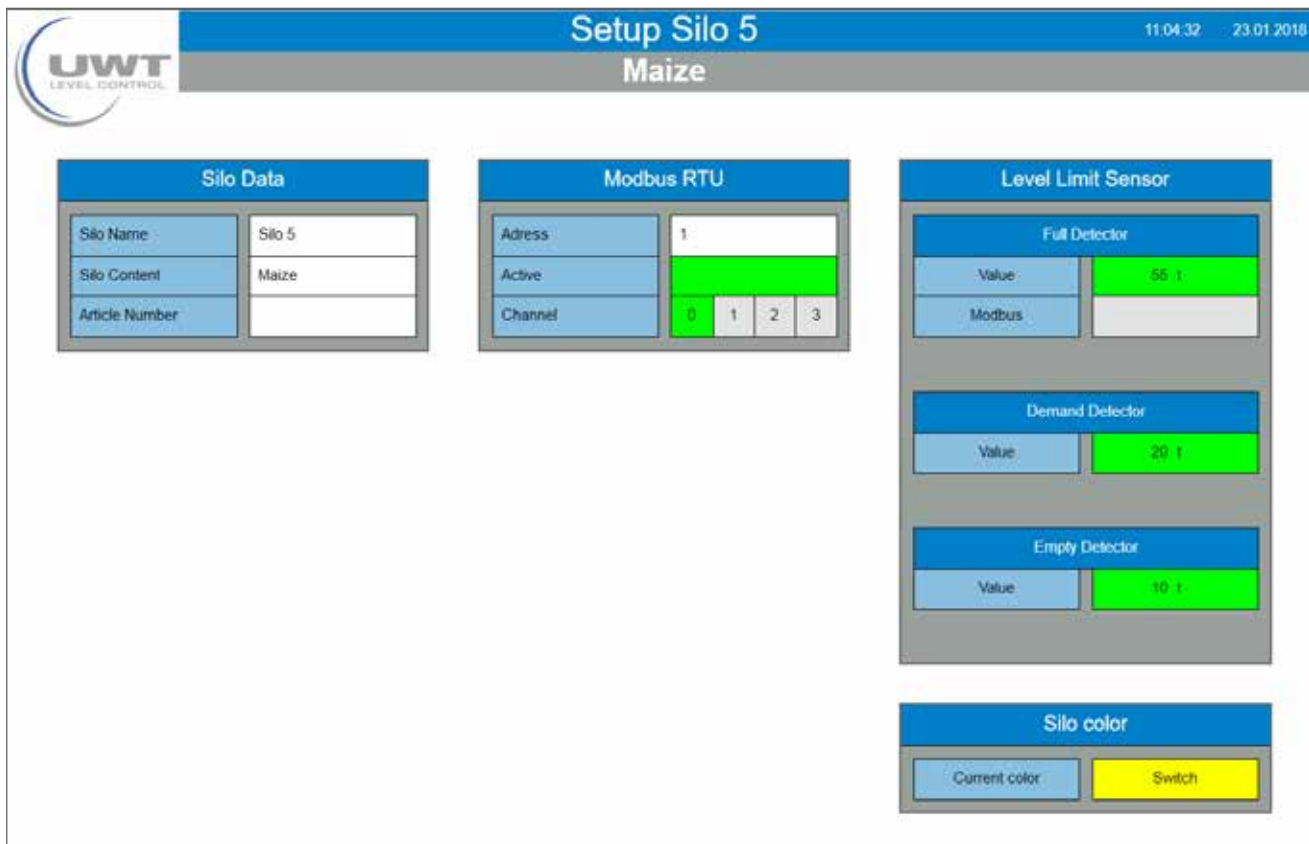 Setup Silo 5
11:04:32 23.01.2018
UWT
LEVEL CONTROL
Maize
Silo Data
Silo Name Silo 5
Silo Content Maize
Article Number
Modbus RTU
Adress 1
Active
Channel 0 1 2 3
Level Limit Sensor
Full Detector
Value 55 t
Modbus
Demand Detector
Value 20 t
Empty Detector
Value 10 t
Silo color
Current color Switch